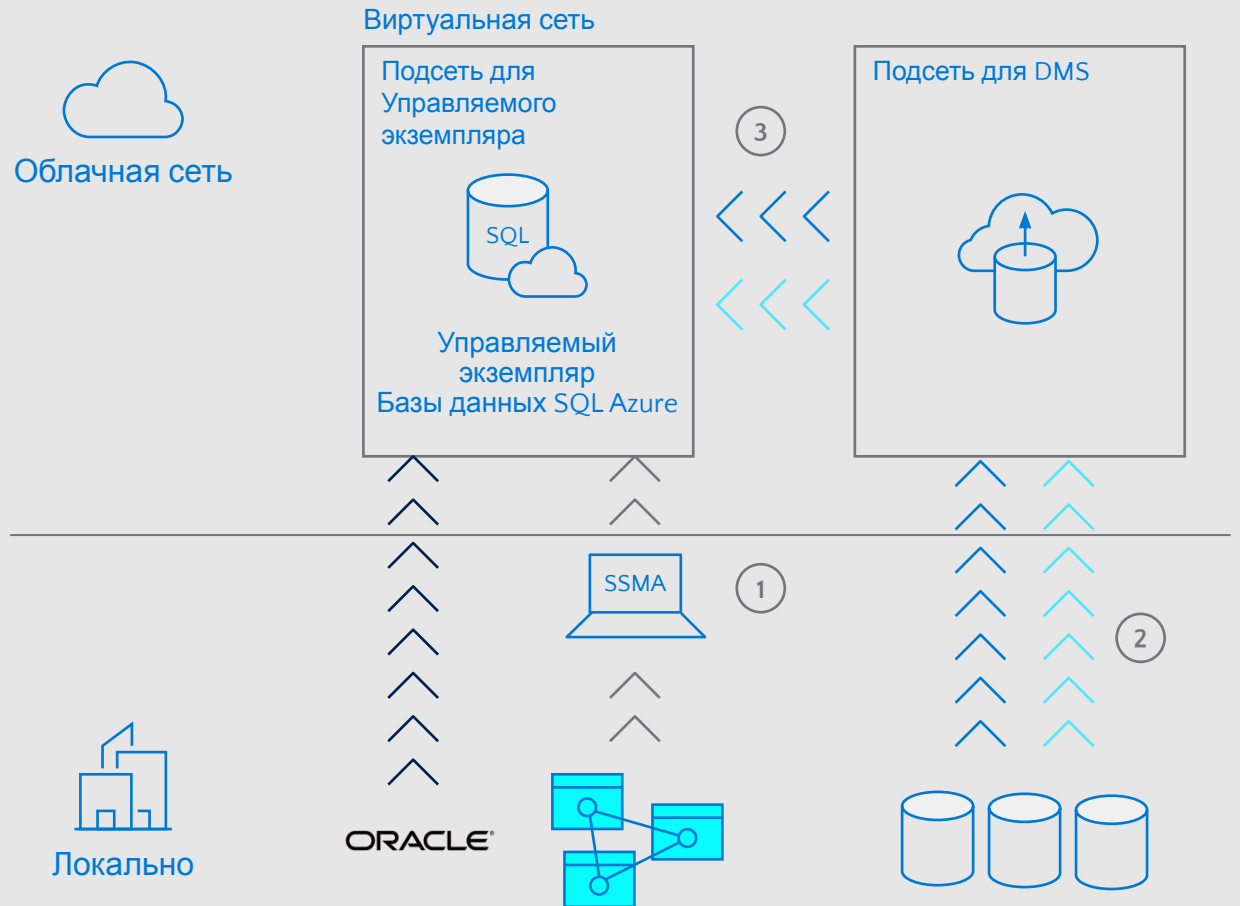 Виртуальная сеть
Подсеть для
Управляемого
экземпляра
Подсеть для DMS
3
Облачная сеть
SQL
Управляемый
экземпляр
Базы данных SQL Azure
SSMA
1
2
ORACLE®
Локально